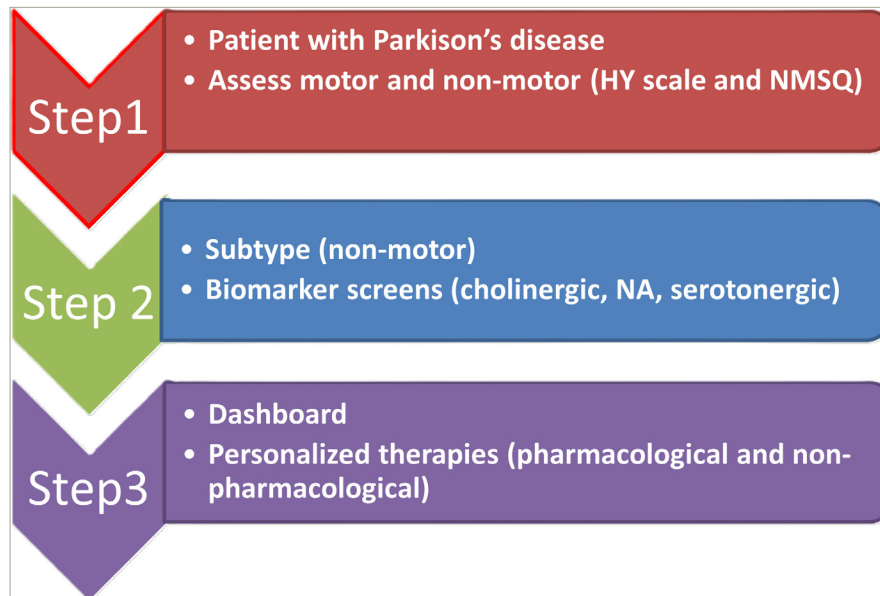 Step1
• Patient with Parkison's disease
• Assess motor and non-motor (HY scale and NMSQ)
Step 2
• Subtype (non-motor)
• Biomarker screens (cholinergic, NA, serotonergic)
Step3
• Dashboard
• Personalized therapies (pharmacological and non-
pharmacological)